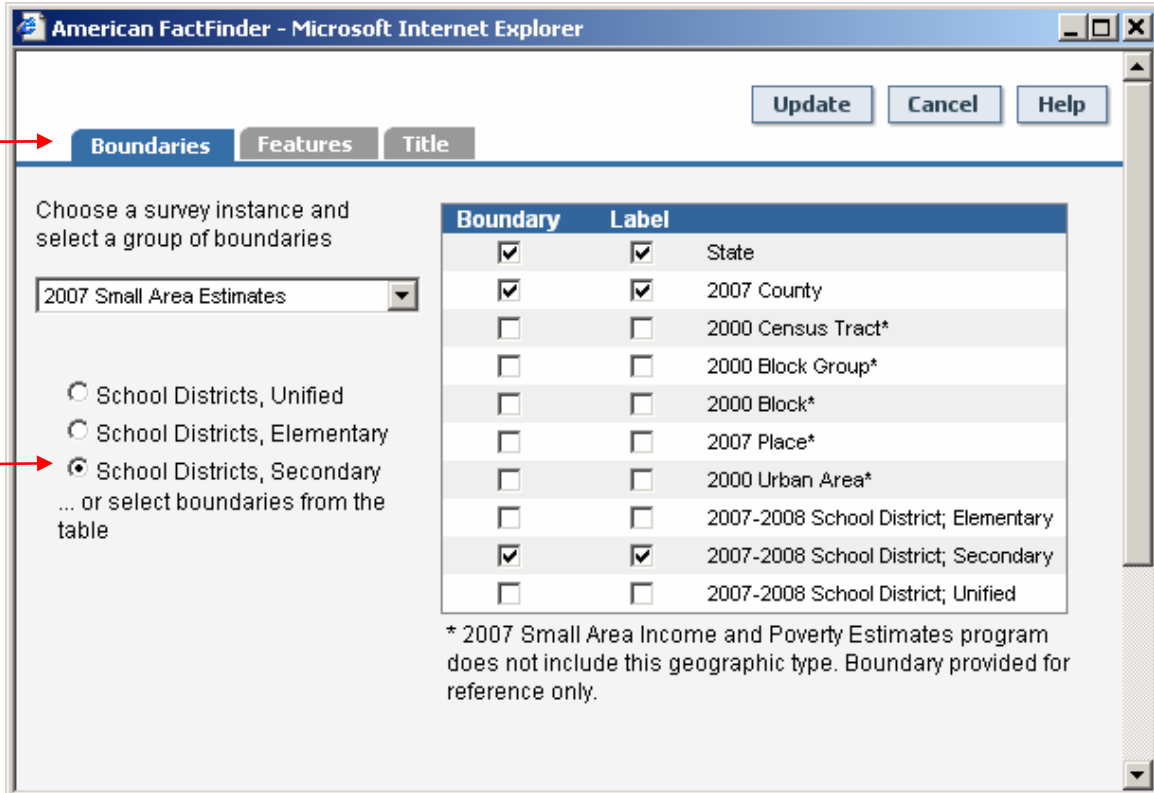 American FactFinder - Microsoft Internet Explorer
Update Cancel Help
Boundaries Features Title
Choose a survey instance and
select a group of boundaries
2007 Small Area Estimates
School Districts, Unified
School Districts, Elementary
School Districts, Secondary
... or select boundaries from the
table
Boundary Label
State
2007 County
2000 Census Tract*
2000 Block Group*
2000 Block*
2007 Place*
2000 Urban Area*
2007-2008 School District; Elementary
2007-2008 School District; Secondary
2007-2008 School District; Unified
* 2007 Small Area Income and Poverty Estimates program
does not include this geographic type. Boundary provided for
reference only.